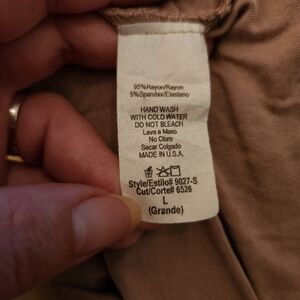 95%Rayon/Rayon
5%Spandex/Elastano
HAND WASH
WITH COLD WATER
DO NOT BLEACH
Lava a Mano
No Cloro
Secar Colgado
MADE IN U.S.A.
Style/Estilo# 9027-S
Cut/Corte# 6526
L
(Grande)